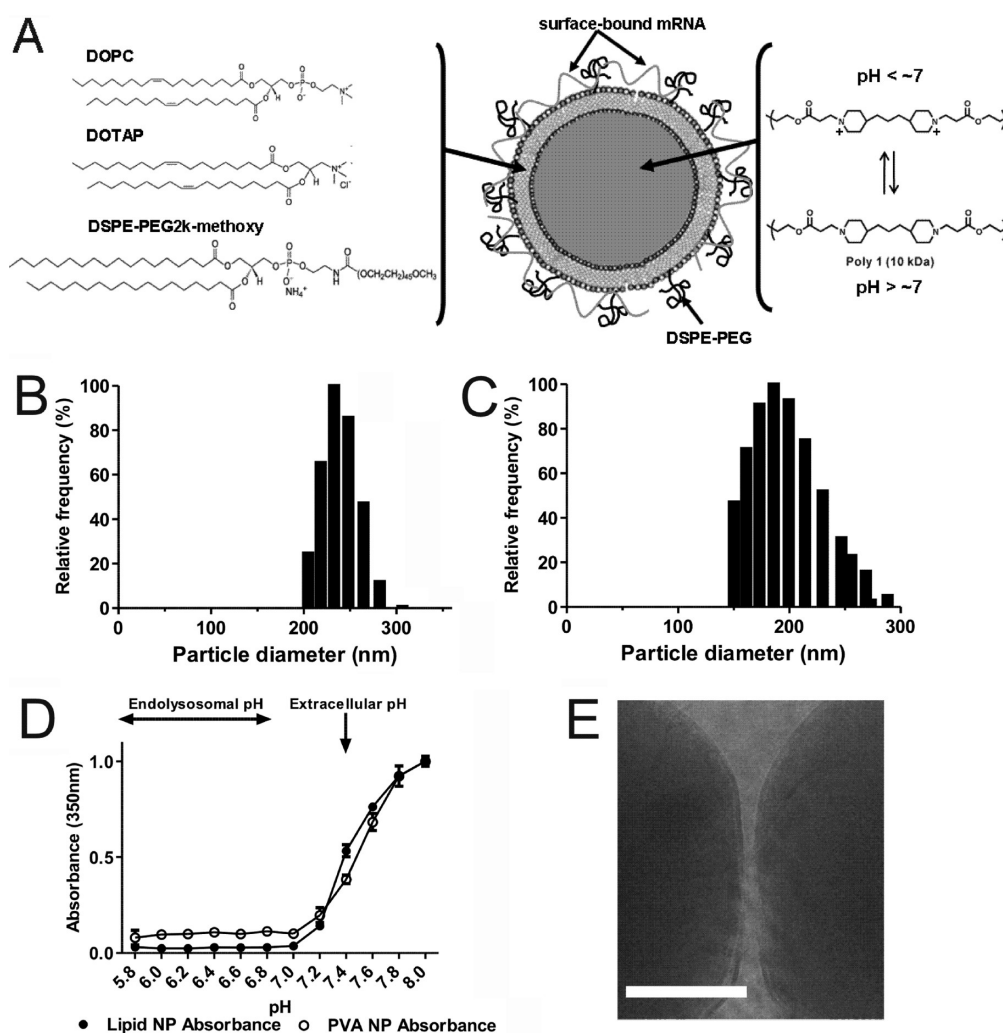 A
surface-bound mRNA
DOPC
DOTAP
DSPE-PEG2k-methoxy
DSPE-PEG
pH < ~7
Poly 1 (10 kDa)
pH > ~7
B
Relative frequency (%)
100
80
60
40
20
0
0 100 200 300
Particle diameter (nm)
C
Relative frequency (%)
100
80
60
40
20
0
0 100 200 300
Particle diameter (nm)
D
Endolysosomal pH Extracellular pH
Absorbance (350nm)
1.0
0.5
0.0
5.8 6.0 6.2 6.4 6.6 6.8 7.0 7.2 7.4 7.6 7.8 8.0
pH
● Lipid NP Absorbance ○ PVA NP Absorbance
E